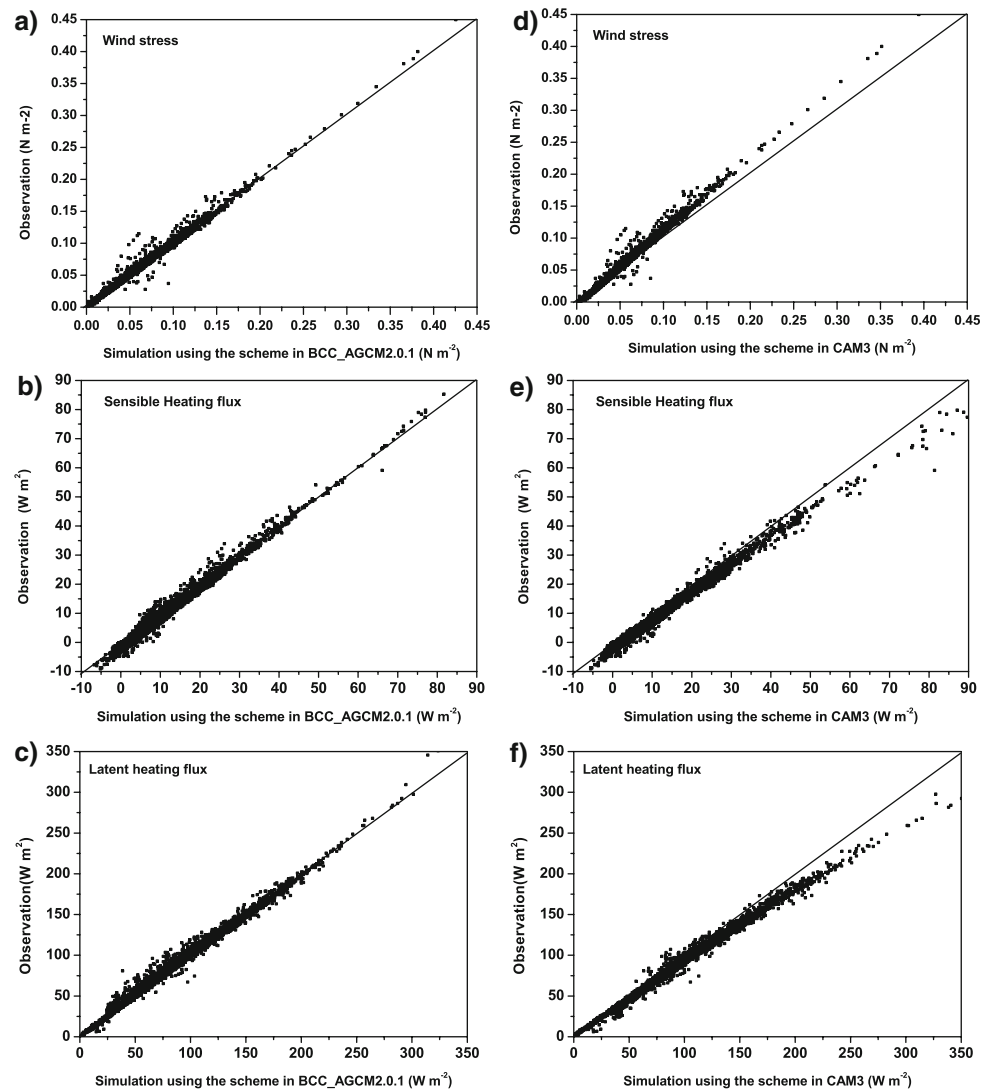 a)
Wind stress
Observation (N m-2)
0.45
0.40
0.35
0.30
0.25
0.20
0.15
0.10
0.05
0.00
0.00 0.05 0.10 0.15 0.20 0.25 0.30 0.35 0.40 0.45
Simulation using the scheme in BCC_AGCM2.0.1 (N m-2)
d)
Wind stress
Observation (N m-2)
0.45
0.40
0.35
0.30
0.25
0.20
0.15
0.10
0.05
0.00
0.00 0.05 0.10 0.15 0.20 0.25 0.30 0.35 0.40 0.45
Simulation using the scheme in CAM3 (N m-2)
b)
Sensible Heating flux
Observation (W m2)
90
80
70
60
50
40
30
20
10
0
-10
-10 0 10 20 30 40 50 60 70 80 90
Simulation using the scheme in BCC_AGCM2.0.1 (W m-2)
e)
Sensible Heating flux
Observation (W m2)
90
80
70
60
50
40
30
20
10
0
-10
-10 0 10 20 30 40 50 60 70 80 90
Simulation using the scheme in CAM3 (W m-2)
c)
Latent heating flux
Observation(W m2)
350
300
250
200
150
100
50
0
0 50 100 150 200 250 300 350
Simulation using the scheme in BCC_AGCM2.0.1 (W m-2)
f)
Latent heating flux
Observation(W m2)
350
300
250
200
150
100
50
0
0 50 100 150 200 250 300 350
Simulation using the scheme in CAM3 (W m-2)